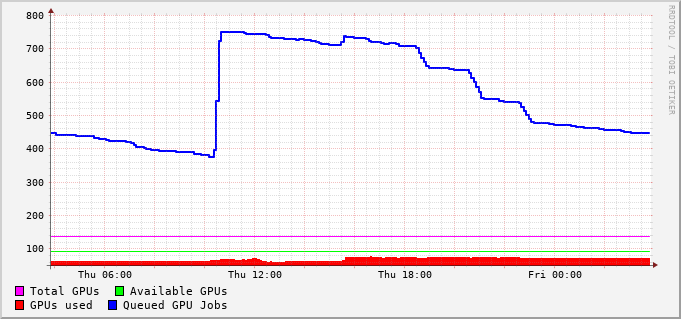 800
700
600
500
400
300
200
100
Thu 06:00 Thu 12:00 Thu 18:00 Fri 00:00
Total GPUs Available GPUs
GPUs used Queued GPU Jobs
RRDTOOL / TOBI OETIKER